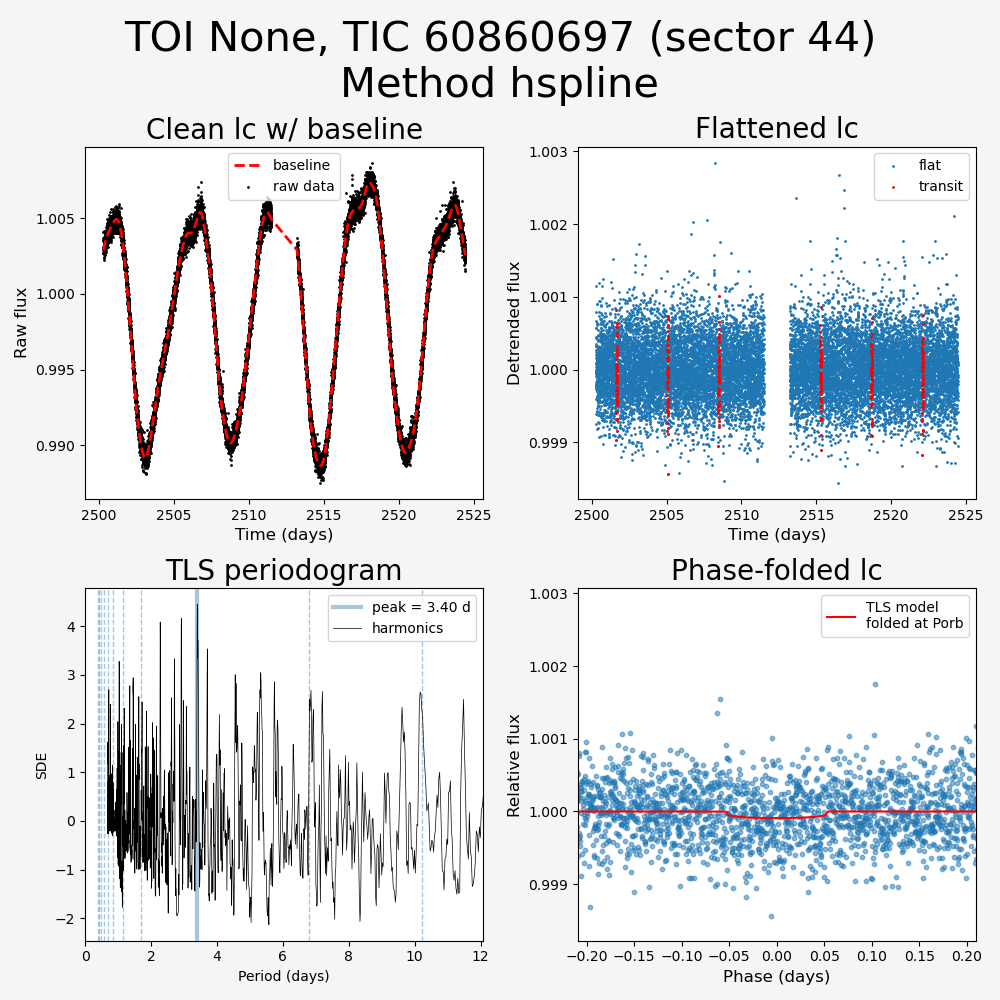 TOI None, TIC 60860697 (sector 44)
Method hspline
Clean lc w/ baseline
baseline
raw data
1.005
1.000
0.995
0.990
Raw flux
2500
2505
2510
2515
2520
2525
Time (days)
Flattened lc
flat
transit
1.003
1.002
1.001
1.000
0.999
Detrended flux
2500
2505
2510
2515
2520
2525
Time (days)
TLS periodogram
peak = 3.40 d
harmonics
4
3
2
1
0
−1
−2
SDE
0
2
4
6
8
10
12
Period (days)
Phase-folded lc
TLS model
folded at Porb
1.003
1.002
1.001
1.000
0.999
Relative flux
−0.20
−0.15
−0.10
−0.05
0.00
0.05
0.10
0.15
0.20
Phase (days)